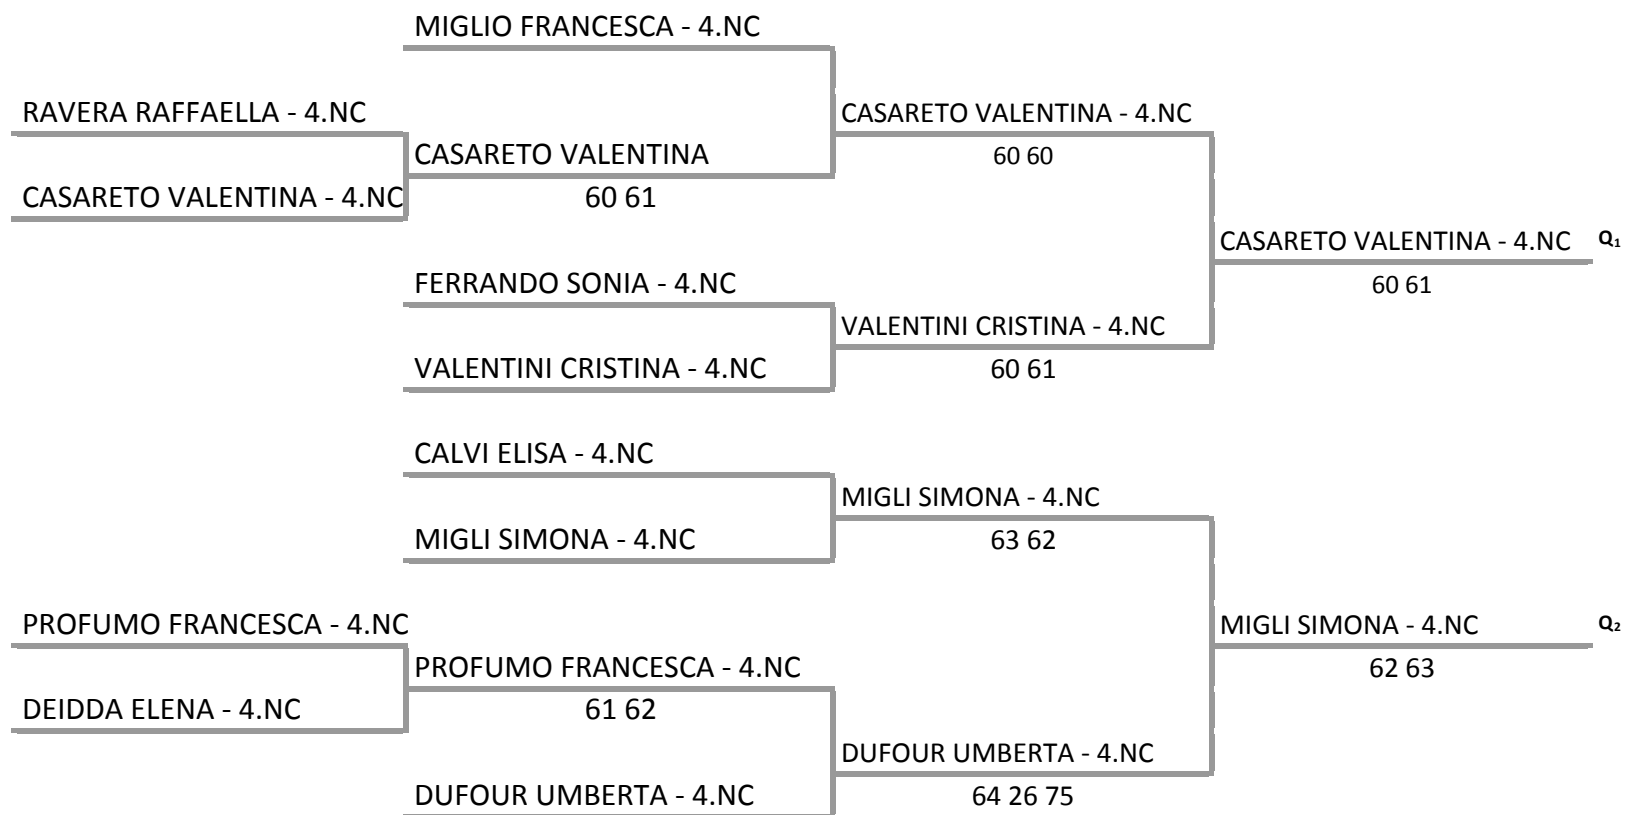 MIGLIO FRANCESCA - 4.NC
RAVERA RAFFAELLA - 4.NC
CASARETO VALENTINA - 4.NC
CASARETO VALENTINA
60 60
CASARETO VALENTINA - 4.NC
60 61
CASARETO VALENTINA - 4.NC Q1
FERRANDO SONIA - 4.NC
60 61
VALENTINI CRISTINA - 4.NC
VALENTINI CRISTINA - 4.NC
60 61
CALVI ELISA - 4.NC
MIGLI SIMONA - 4.NC
MIGLI SIMONA - 4.NC
63 62
PROFUMO FRANCESCA - 4.NC
MIGLI SIMONA - 4.NC Q2
PROFUMO FRANCESCA - 4.NC
62 63
DEIDDA ELENA - 4.NC
61 62
DUFOUR UMBERTA - 4.NC
DUFOUR UMBERTA - 4.NC
64 26 75